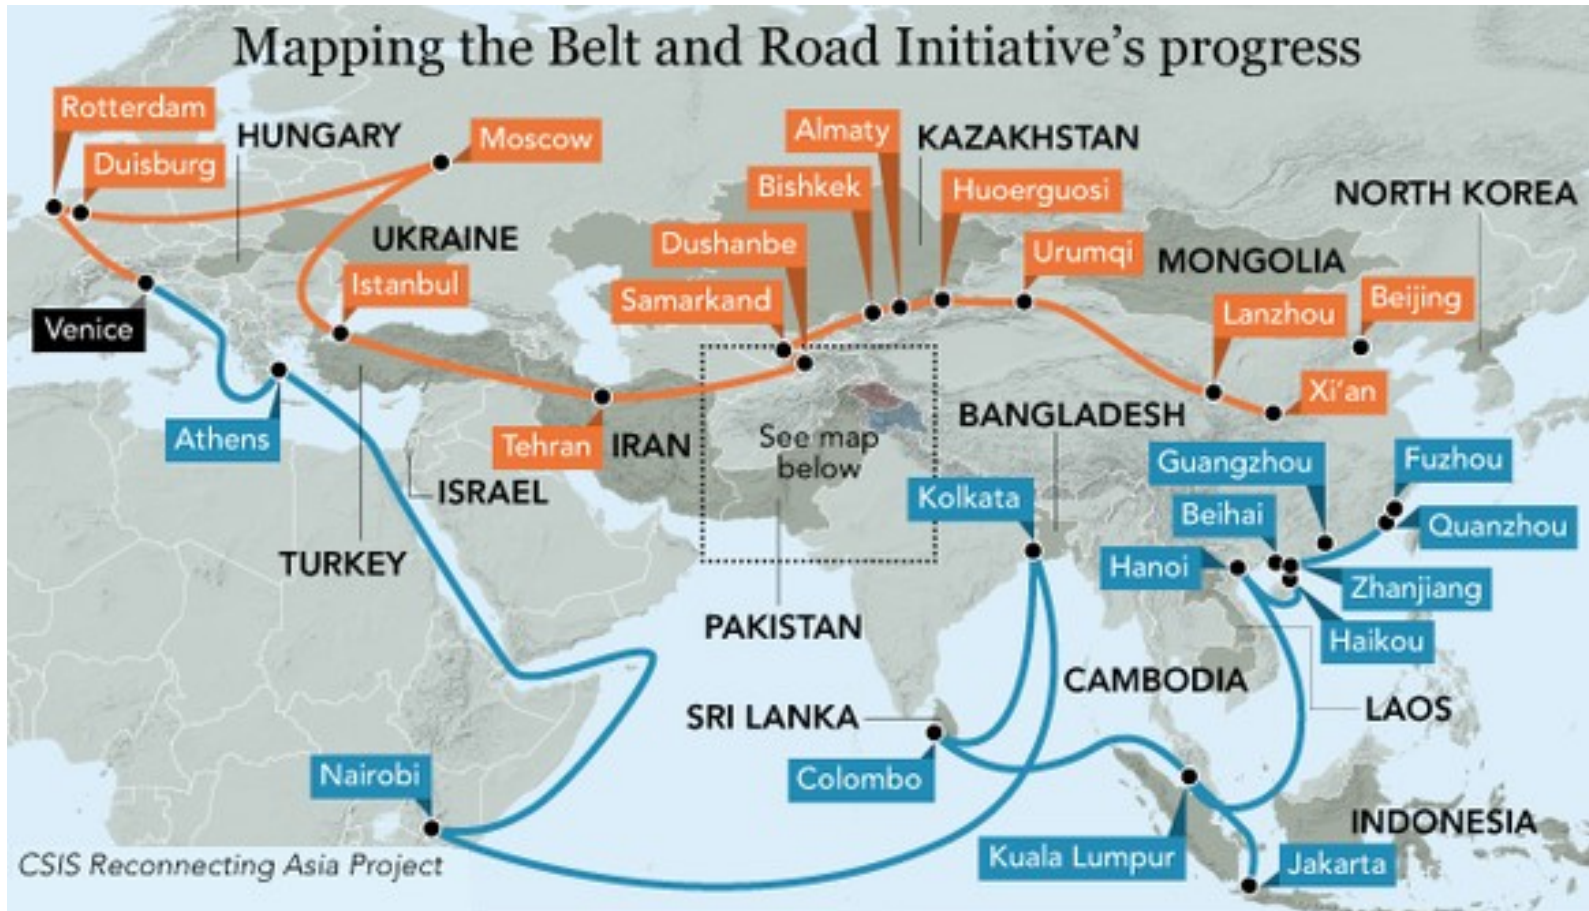 Mapping the Belt and Road Initiative's progress
Rotterdam
Duisburg
HUNGARY
Moscow
Almaty
KAZAKHSTAN
Bishkek
Huoerguosi
NORTH KOREA
UKRAINE
Dushanbe
Urumqi
MONGOLIA
Istanbul
Samarkand
Beijing
Venice
Lanzhou
Xi'an
Athens
Tehran
IRAN
See map
below
BANGLADESH
Guangzhou
Fuzhou
ISRAEL
Kolkata
Beihai
Quanzhou
TURKEY
Hanoi
Zhanjiang
PAKISTAN
Haikou
CAMBODIA
SRI LANKA
LAOS
Nairobi
Colombo
INDONESIA
Kuala Lumpur
Jakarta
CSIS Reconnecting Asia Project